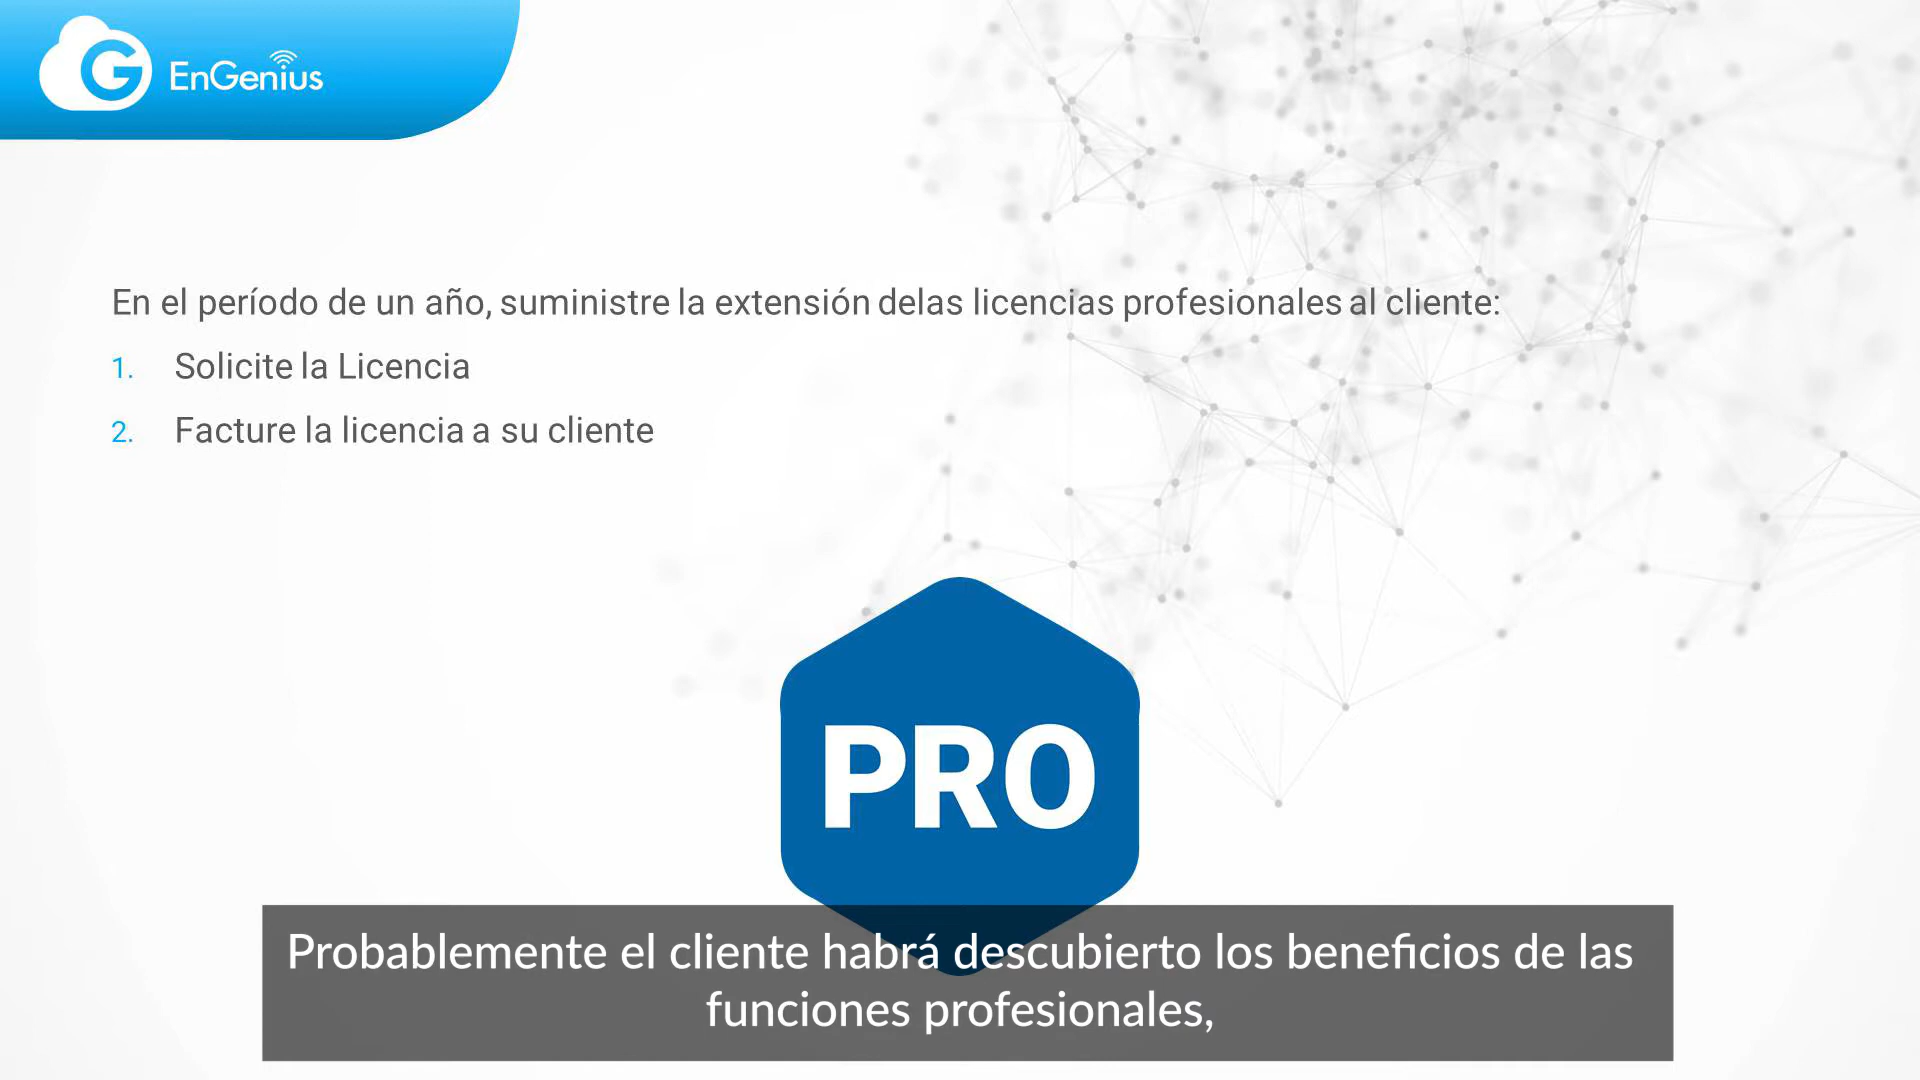 EnGenius
En el período de un año, suministre la extensión delas licencias profesionales al cliente:
1. Solicite la Licencia
2. Facture la licencia a su cliente
PRO
Probablemente el cliente habrá descubierto los beneficios de las
funciones profesionales,